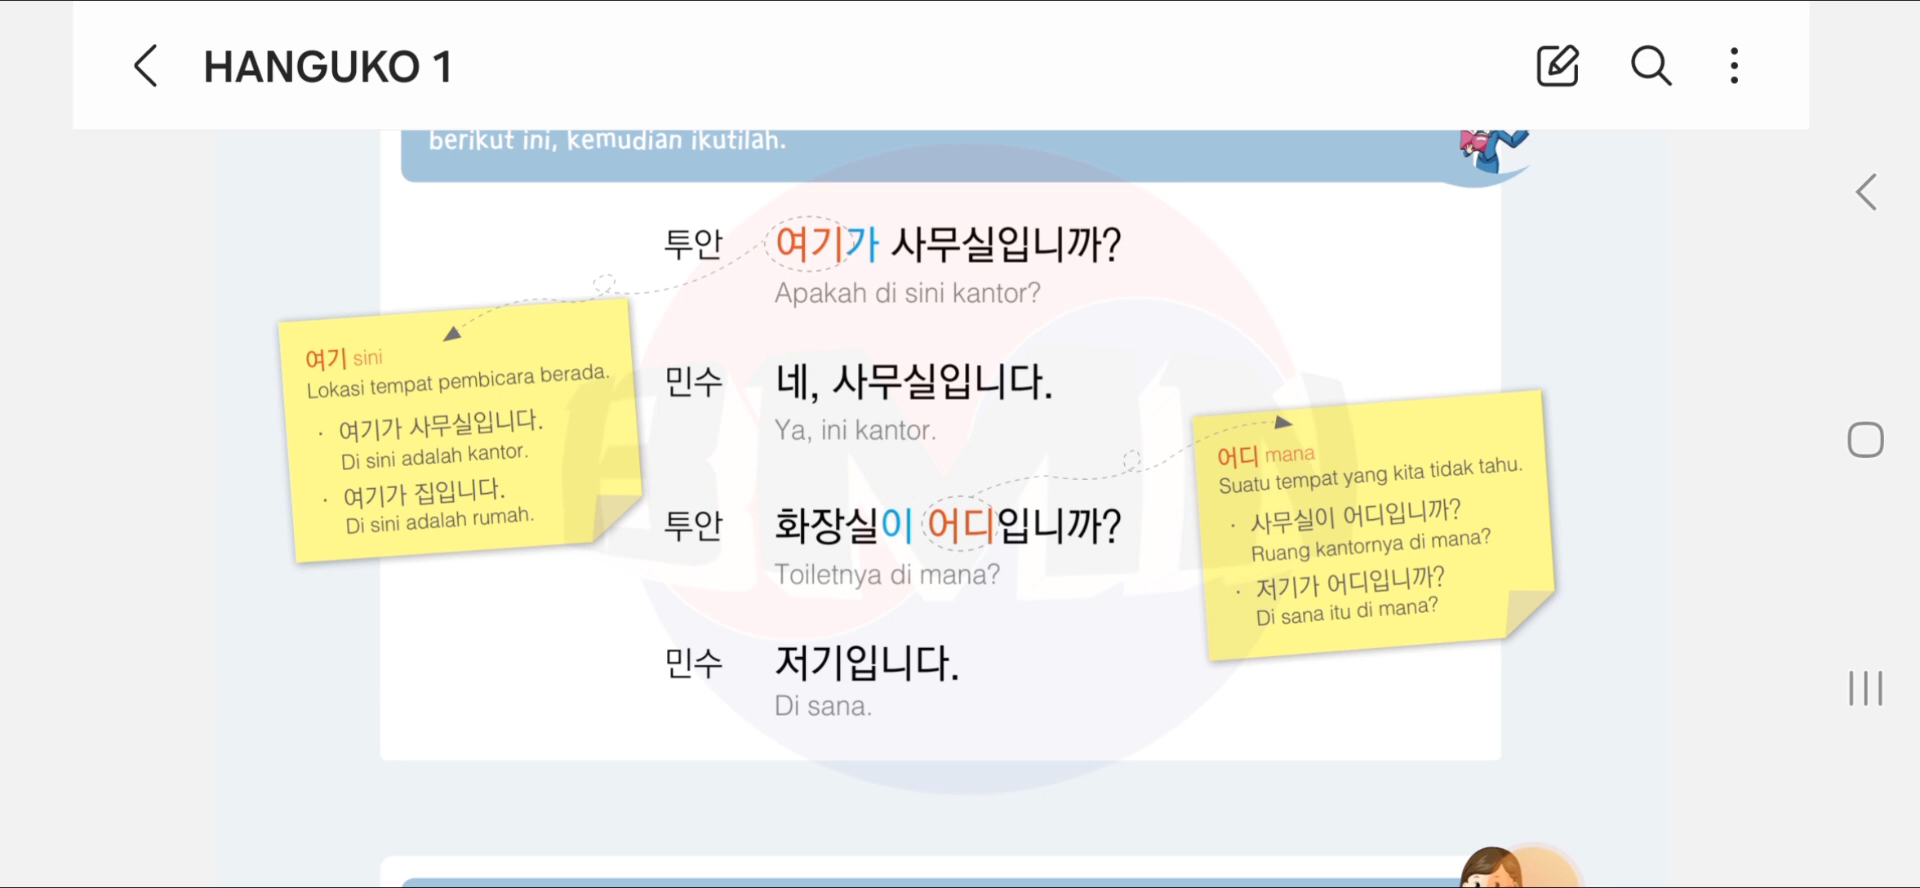 HANGUKO 1
berikut ini, kemudian ikutilah.
투안 여기가 사무실입니까?
Apakah di sini kantor?
여기 sini
Lokasi tempat pembicara berada.
· 여기가 사무실입니다.
Di sini adalah kantor.
· 여기가 집입니다.
Di sini adalah rumah.
민수 네, 사무실입니다.
Ya, ini kantor.
어디 mana
Suatu tempat yang kita tidak tahu.
· 사무실이 어디입니까?
Ruang kantornya di mana?
· 저기가 어디입니까?
Di sana itu di mana?
투안 화장실이 어디입니까?
Toiletnya di mana?
민수 저기입니다.
Di sana.